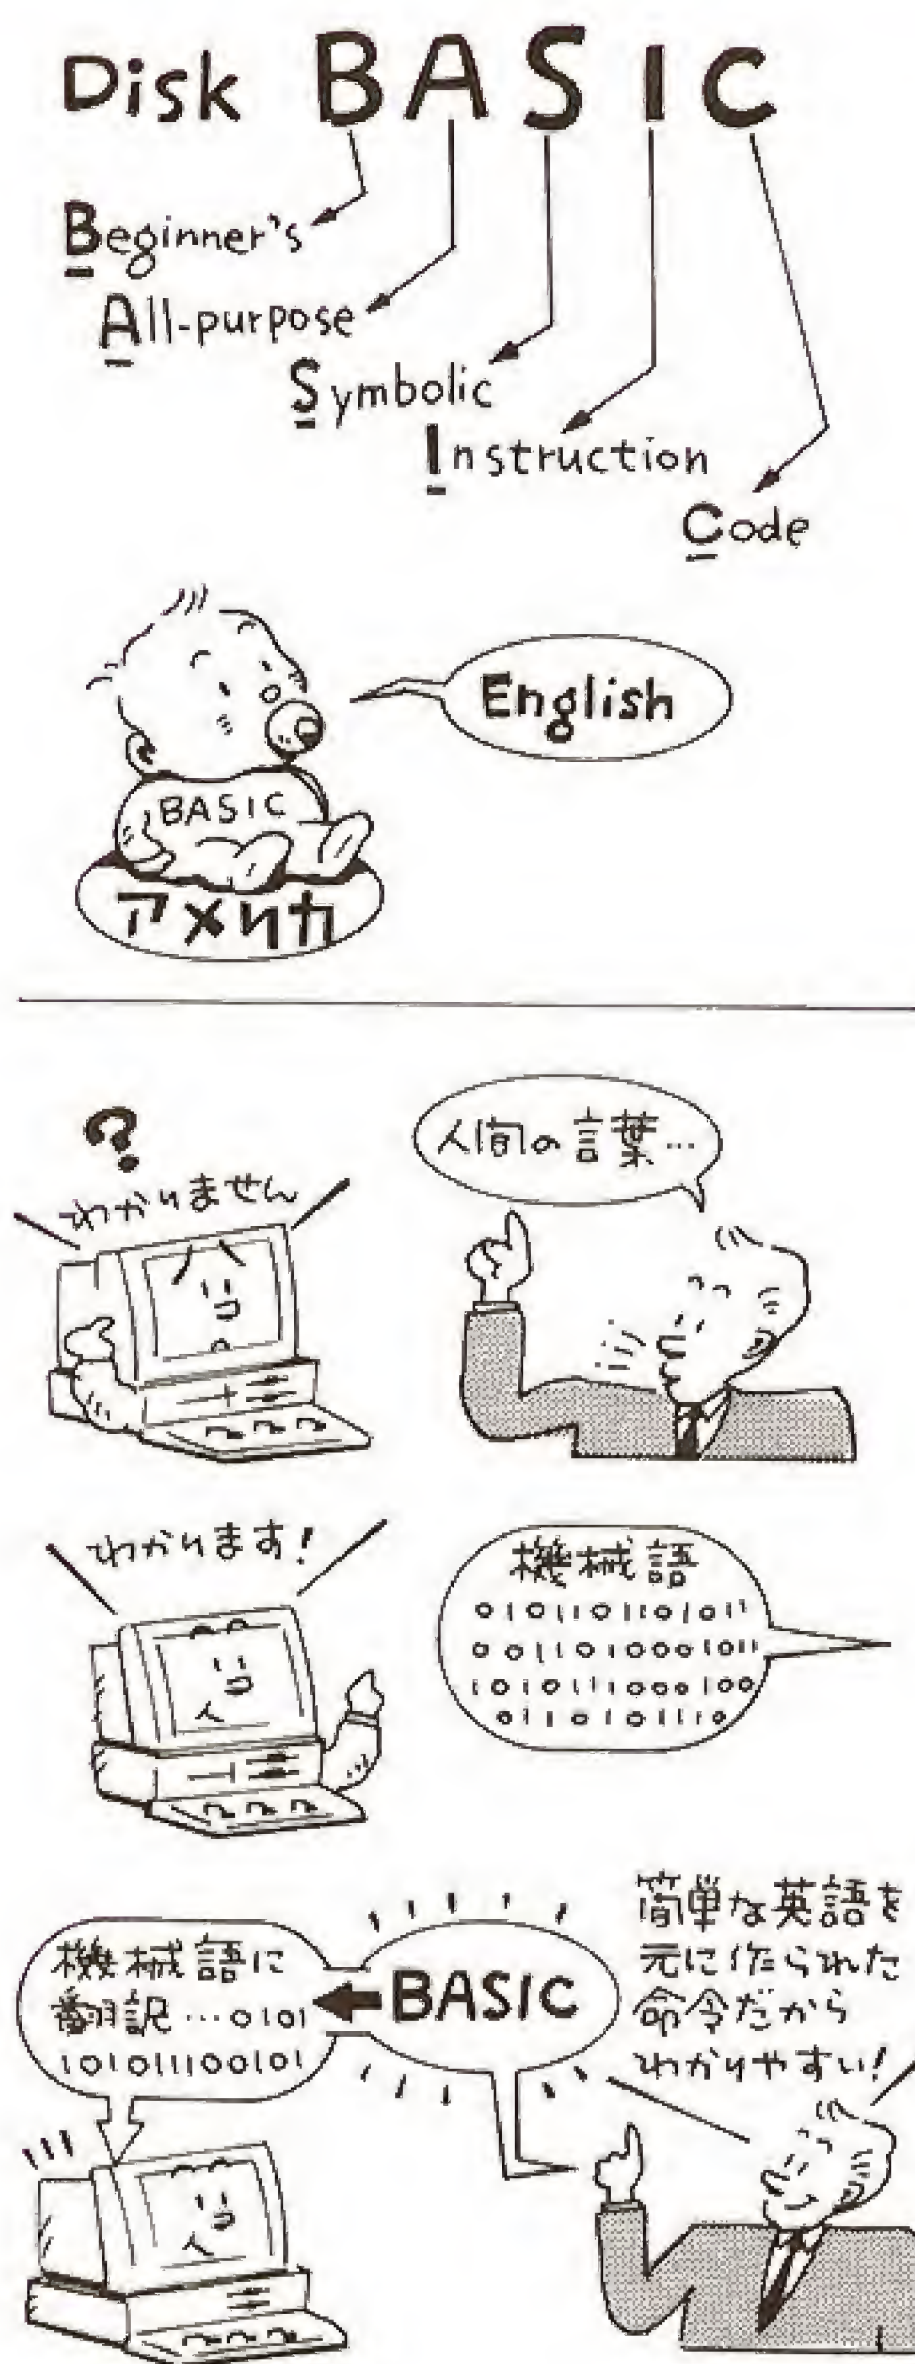 Disk BASIC
Beginner's
All-purpose
Symbolic
Instruction
Code
English
BASIC
アメリカ
?
わかりません
人間の言葉…
わかります!
機械語
0101101101011
0011010001011
1010111000100
01101011110
簡単な英語を
元に作られた
命令だから
わかりやすい!
機械語に
翻訳…0101
101011100101
BASIC